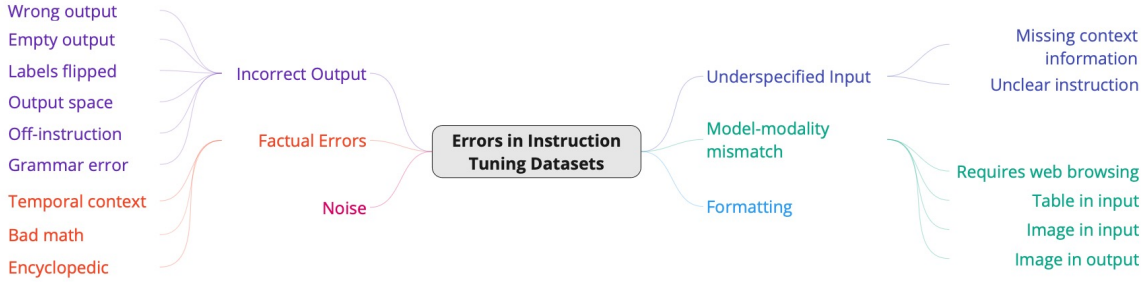 Wrong output
Empty output
Labels flipped
Output space
Off-instruction
Grammar error
Temporal context
Bad math
Encyclopedic
Incorrect Output
Factual Errors
Noise
Errors in Instruction
Tuning Datasets
Underspecified Input
Model-modality
mismatch
Formatting
Missing context
information
Unclear instruction
Requires web browsing
Table in input
Image in input
Image in output